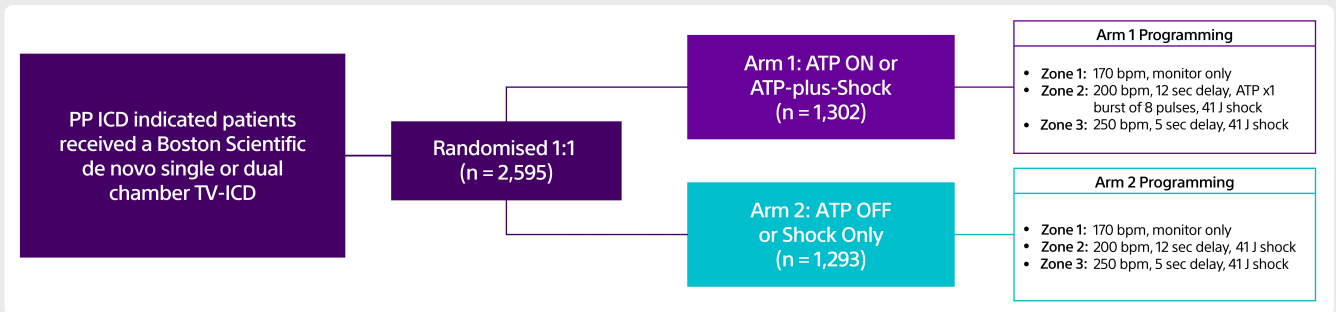 PP ICD indicated patients
received a Boston Scientific
de novo single or dual
chamber TV-ICD
Randomised 1:1
(n = 2,595)
Arm 1: ATP ON or
ATP-plus-Shock
(n = 1,302)
Arm 1 Programming
• Zone 1: 170 bpm, monitor only
• Zone 2: 200 bpm, 12 sec delay, ATP x1
burst of 8 pulses, 41 J shock
• Zone 3: 250 bpm, 5 sec delay, 41 J shock
Arm 2: ATP OFF
or Shock Only
(n = 1,293)
Arm 2 Programming
• Zone 1: 170 bpm, monitor only
• Zone 2: 200 bpm, 12 sec delay, 41 J shock
• Zone 3: 250 bpm, 5 sec delay, 41 J shock